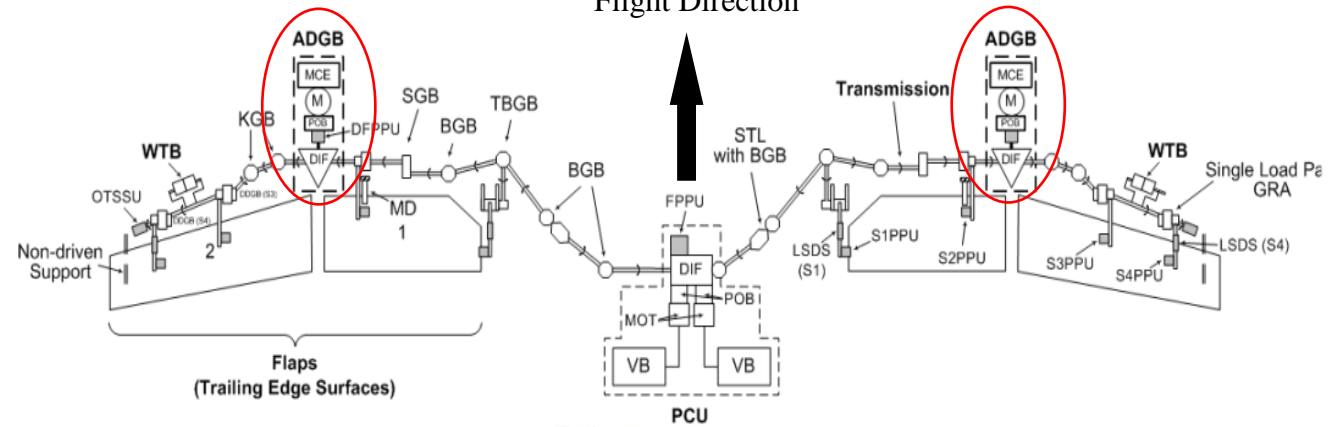 Flight Direction
ADGB
MCE
M
POB
DFPPU
DIF
KGB
SGB
BGB
TBGB
WTB
OTSSU
DDGB (S3)
DDGB (S4)
2
MD
1
Non-driven
Support
BGB
FPPU
DIF
POB
MOT
VB
VB
PCU
Flaps
(Trailing Edge Surfaces)
STL
with BGB
Transmission
ADGB
MCE
M
POB
DIF
WTB
Single Load Pa
GRA
LSDS
(S1)
S1PPU
S2PPU
S3PPU
S4PPU
LSDS (S4)